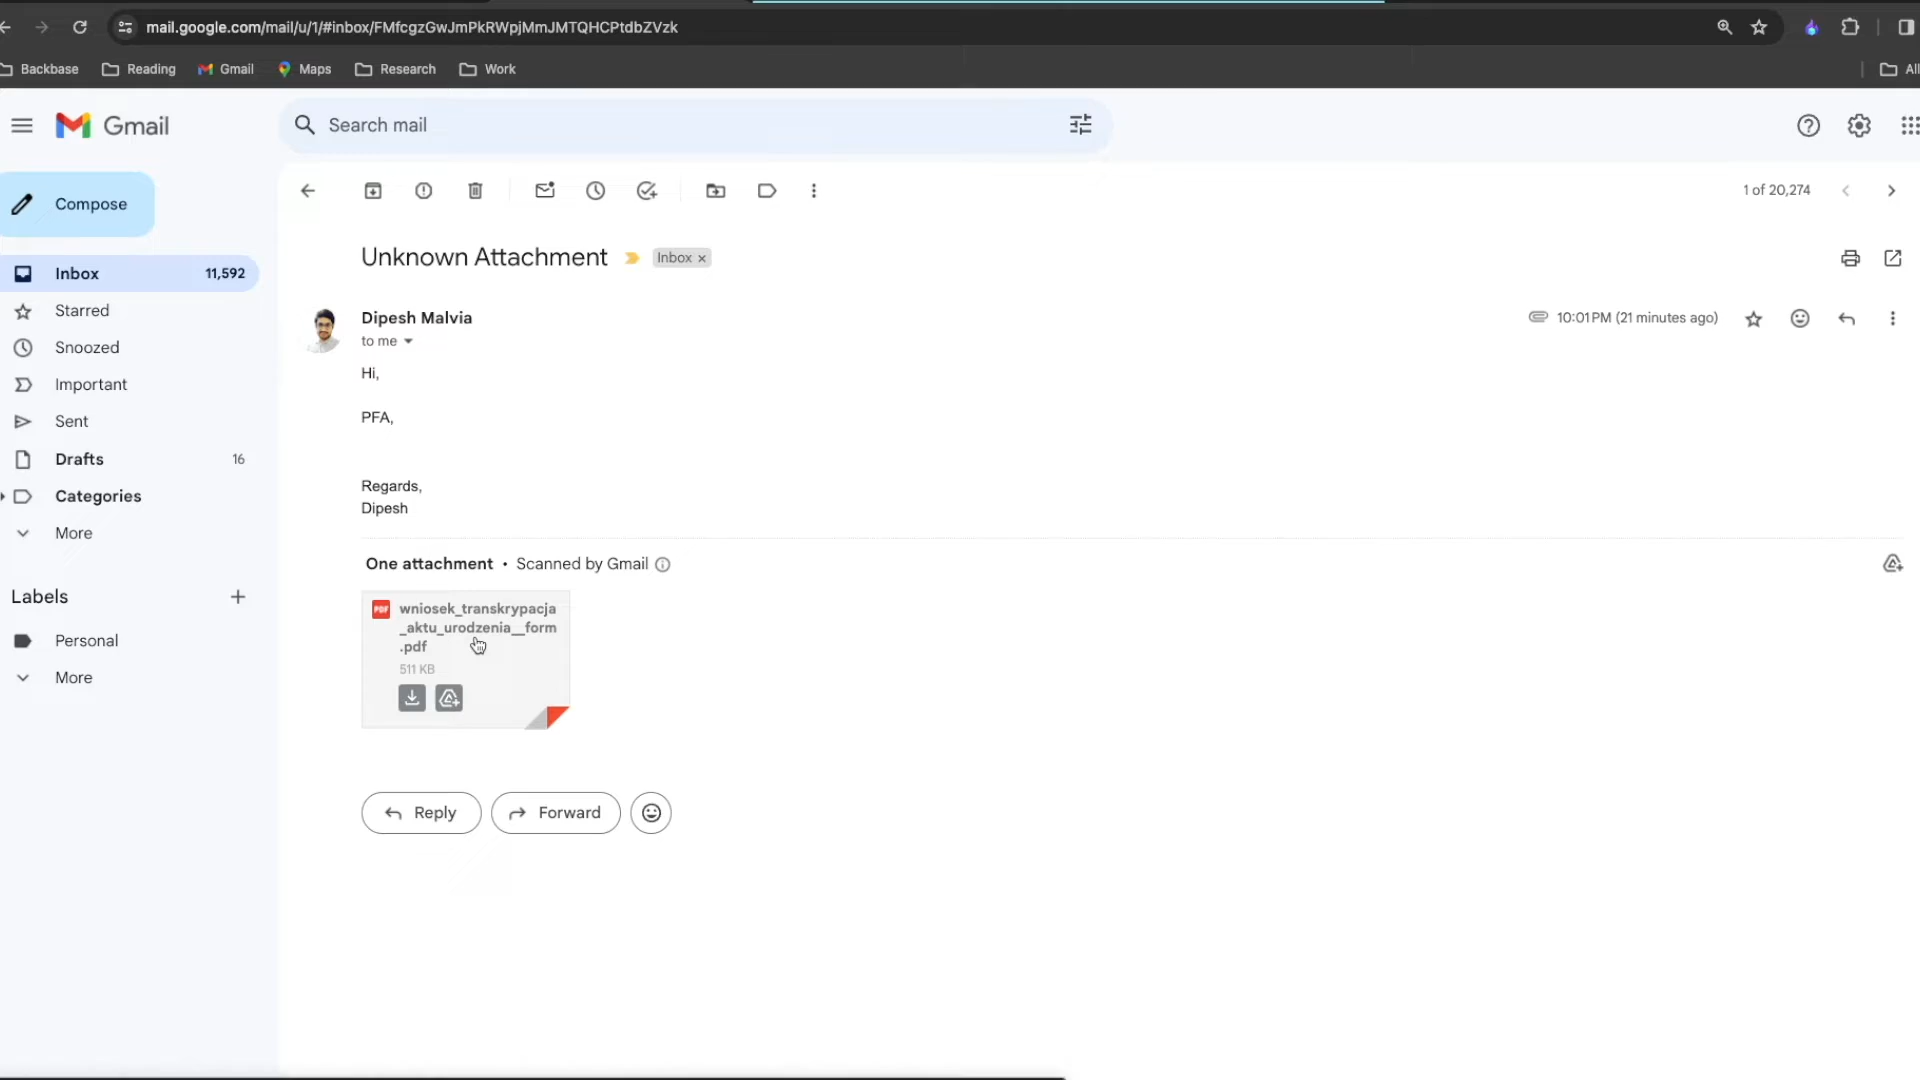 mail.google.com/mail/u/1/#inbox/FMfcgzGwJmPkRWpjMmJMTQHCPtdbZVzk
Backbase Reading Gmail Maps Research Work All
Gmail
Search mail
Compose
1 of 20,274
Unknown Attachment Inbox ×
Inbox 11,592
Starred
Snoozed
Important
Sent
Drafts 16
Categories
More
Labels +
Personal
More
Dipesh Malvia
10:01 PM (21 minutes ago)
to me
Hi,
PFA,
Regards,
Dipesh
One attachment • Scanned by Gmail
PDF wniosek_transkrypacja
_aktu_urodzenia__form
.pdf
511 KB
Reply Forward